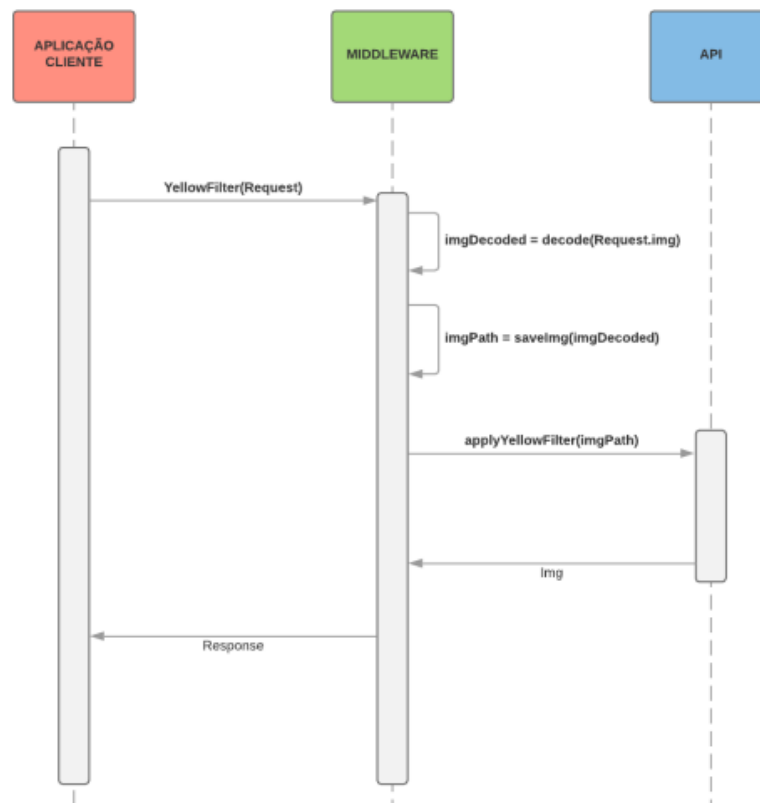 APLICAÇÃO
CLIENTE
MIDDLEWARE
API
YellowFilter(Request)
imgDecoded = decode(Request.img)
imgPath = saveImg(imgDecoded)
applyYellowFilter(imgPath)
Img
Response